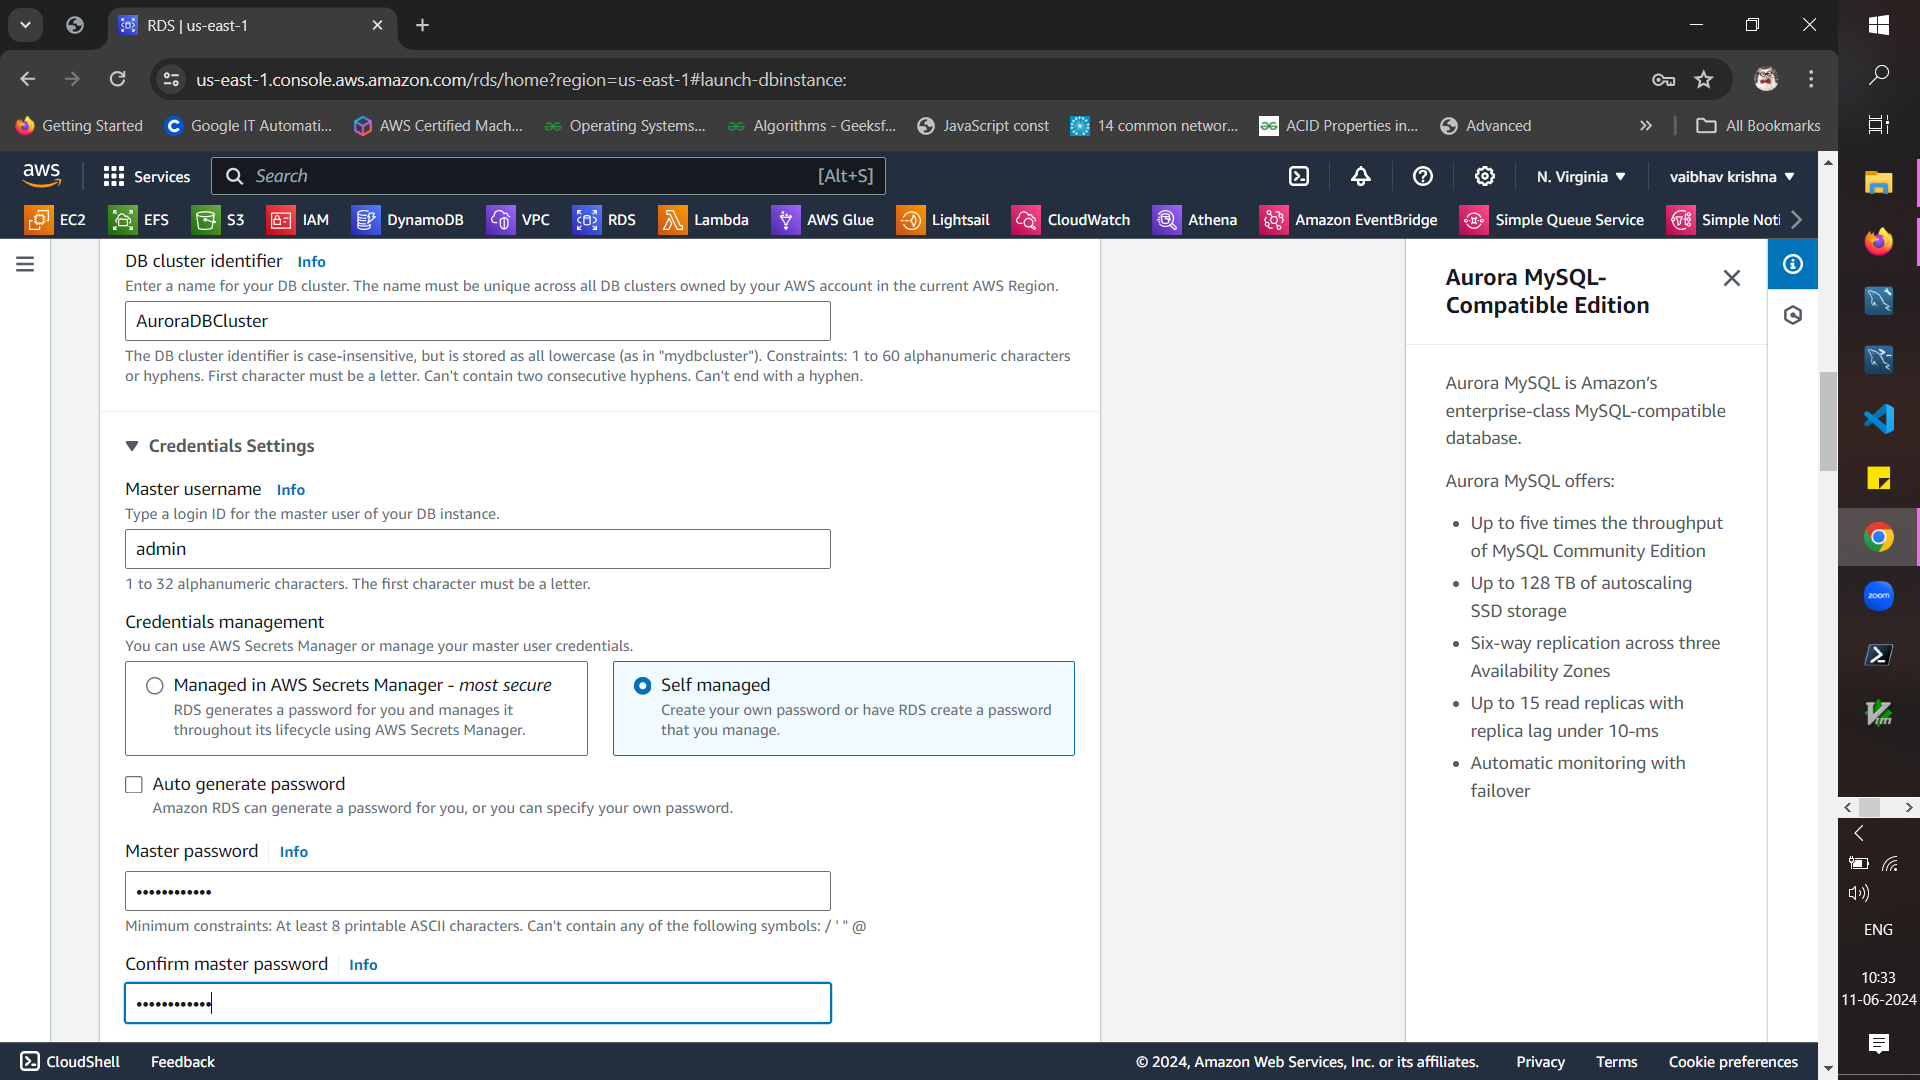 RDS | us-east-1
us-east-1.console.aws.amazon.com/rds/home?region=us-east-1#launch-dbinstance:
Getting Started
Google IT Automati...
AWS Certified Mach...
Operating Systems...
Algorithms - Geeksf...
JavaScript const
14 common networ...
ACID Properties in...
Advanced
All Bookmarks
aws
Services
Search
[Alt+S]
N. Virginia
vaibhav krishna
EC2
EFS
S3
IAM
DynamoDB
VPC
RDS
Lambda
AWS Glue
Lightsail
CloudWatch
Athena
Amazon EventBridge
Simple Queue Service
Simple Noti
DB cluster identifier Info
Enter a name for your DB cluster. The name must be unique across all DB clusters owned by your AWS account in the current AWS Region.
AuroraDBCluster
The DB cluster identifier is case-insensitive, but is stored as all lowercase (as in "mydbcluster"). Constraints: 1 to 60 alphanumeric characters
or hyphens. First character must be a letter. Can't contain two consecutive hyphens. Can't end with a hyphen.
Credentials Settings
Master username Info
Type a login ID for the master user of your DB instance.
admin
1 to 32 alphanumeric characters. The first character must be a letter.
Credentials management
You can use AWS Secrets Manager or manage your master user credentials.
Managed in AWS Secrets Manager - most secure
RDS generates a password for you and manages it
throughout its lifecycle using AWS Secrets Manager.
Self managed
Create your own password or have RDS create a password
that you manage.
Auto generate password
Amazon RDS can generate a password for you, or you can specify your own password.
Master password Info
••••••••••••
Minimum constraints: At least 8 printable ASCII characters. Can't contain any of the following symbols: / ' " @
Confirm master password Info
••••••••••••
Aurora MySQL-
Compatible Edition
Aurora MySQL is Amazon's
enterprise-class MySQL-compatible
database.
Aurora MySQL offers:
• Up to five times the throughput
of MySQL Community Edition
• Up to 128 TB of autoscaling
SSD storage
• Six-way replication across three
Availability Zones
• Up to 15 read replicas with
replica lag under 10-ms
• Automatic monitoring with
failover
CloudShell
Feedback
© 2024, Amazon Web Services, Inc. or its affiliates.
Privacy
Terms
Cookie preferences
zoom
Vim
ENG
10:33
11-06-2024